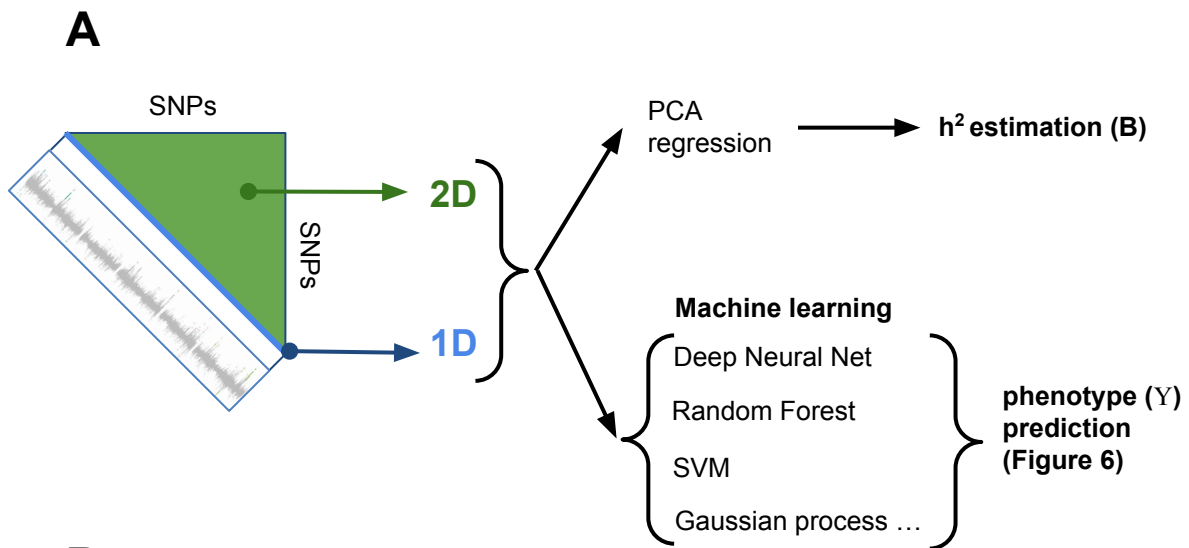 A
SNPs
SNPs
2D
1D
PCA
regression
h² estimation (B)
Machine learning
Deep Neural Net
Random Forest
SVM
Gaussian process …
phenotype (Y)
prediction
(Figure 6)